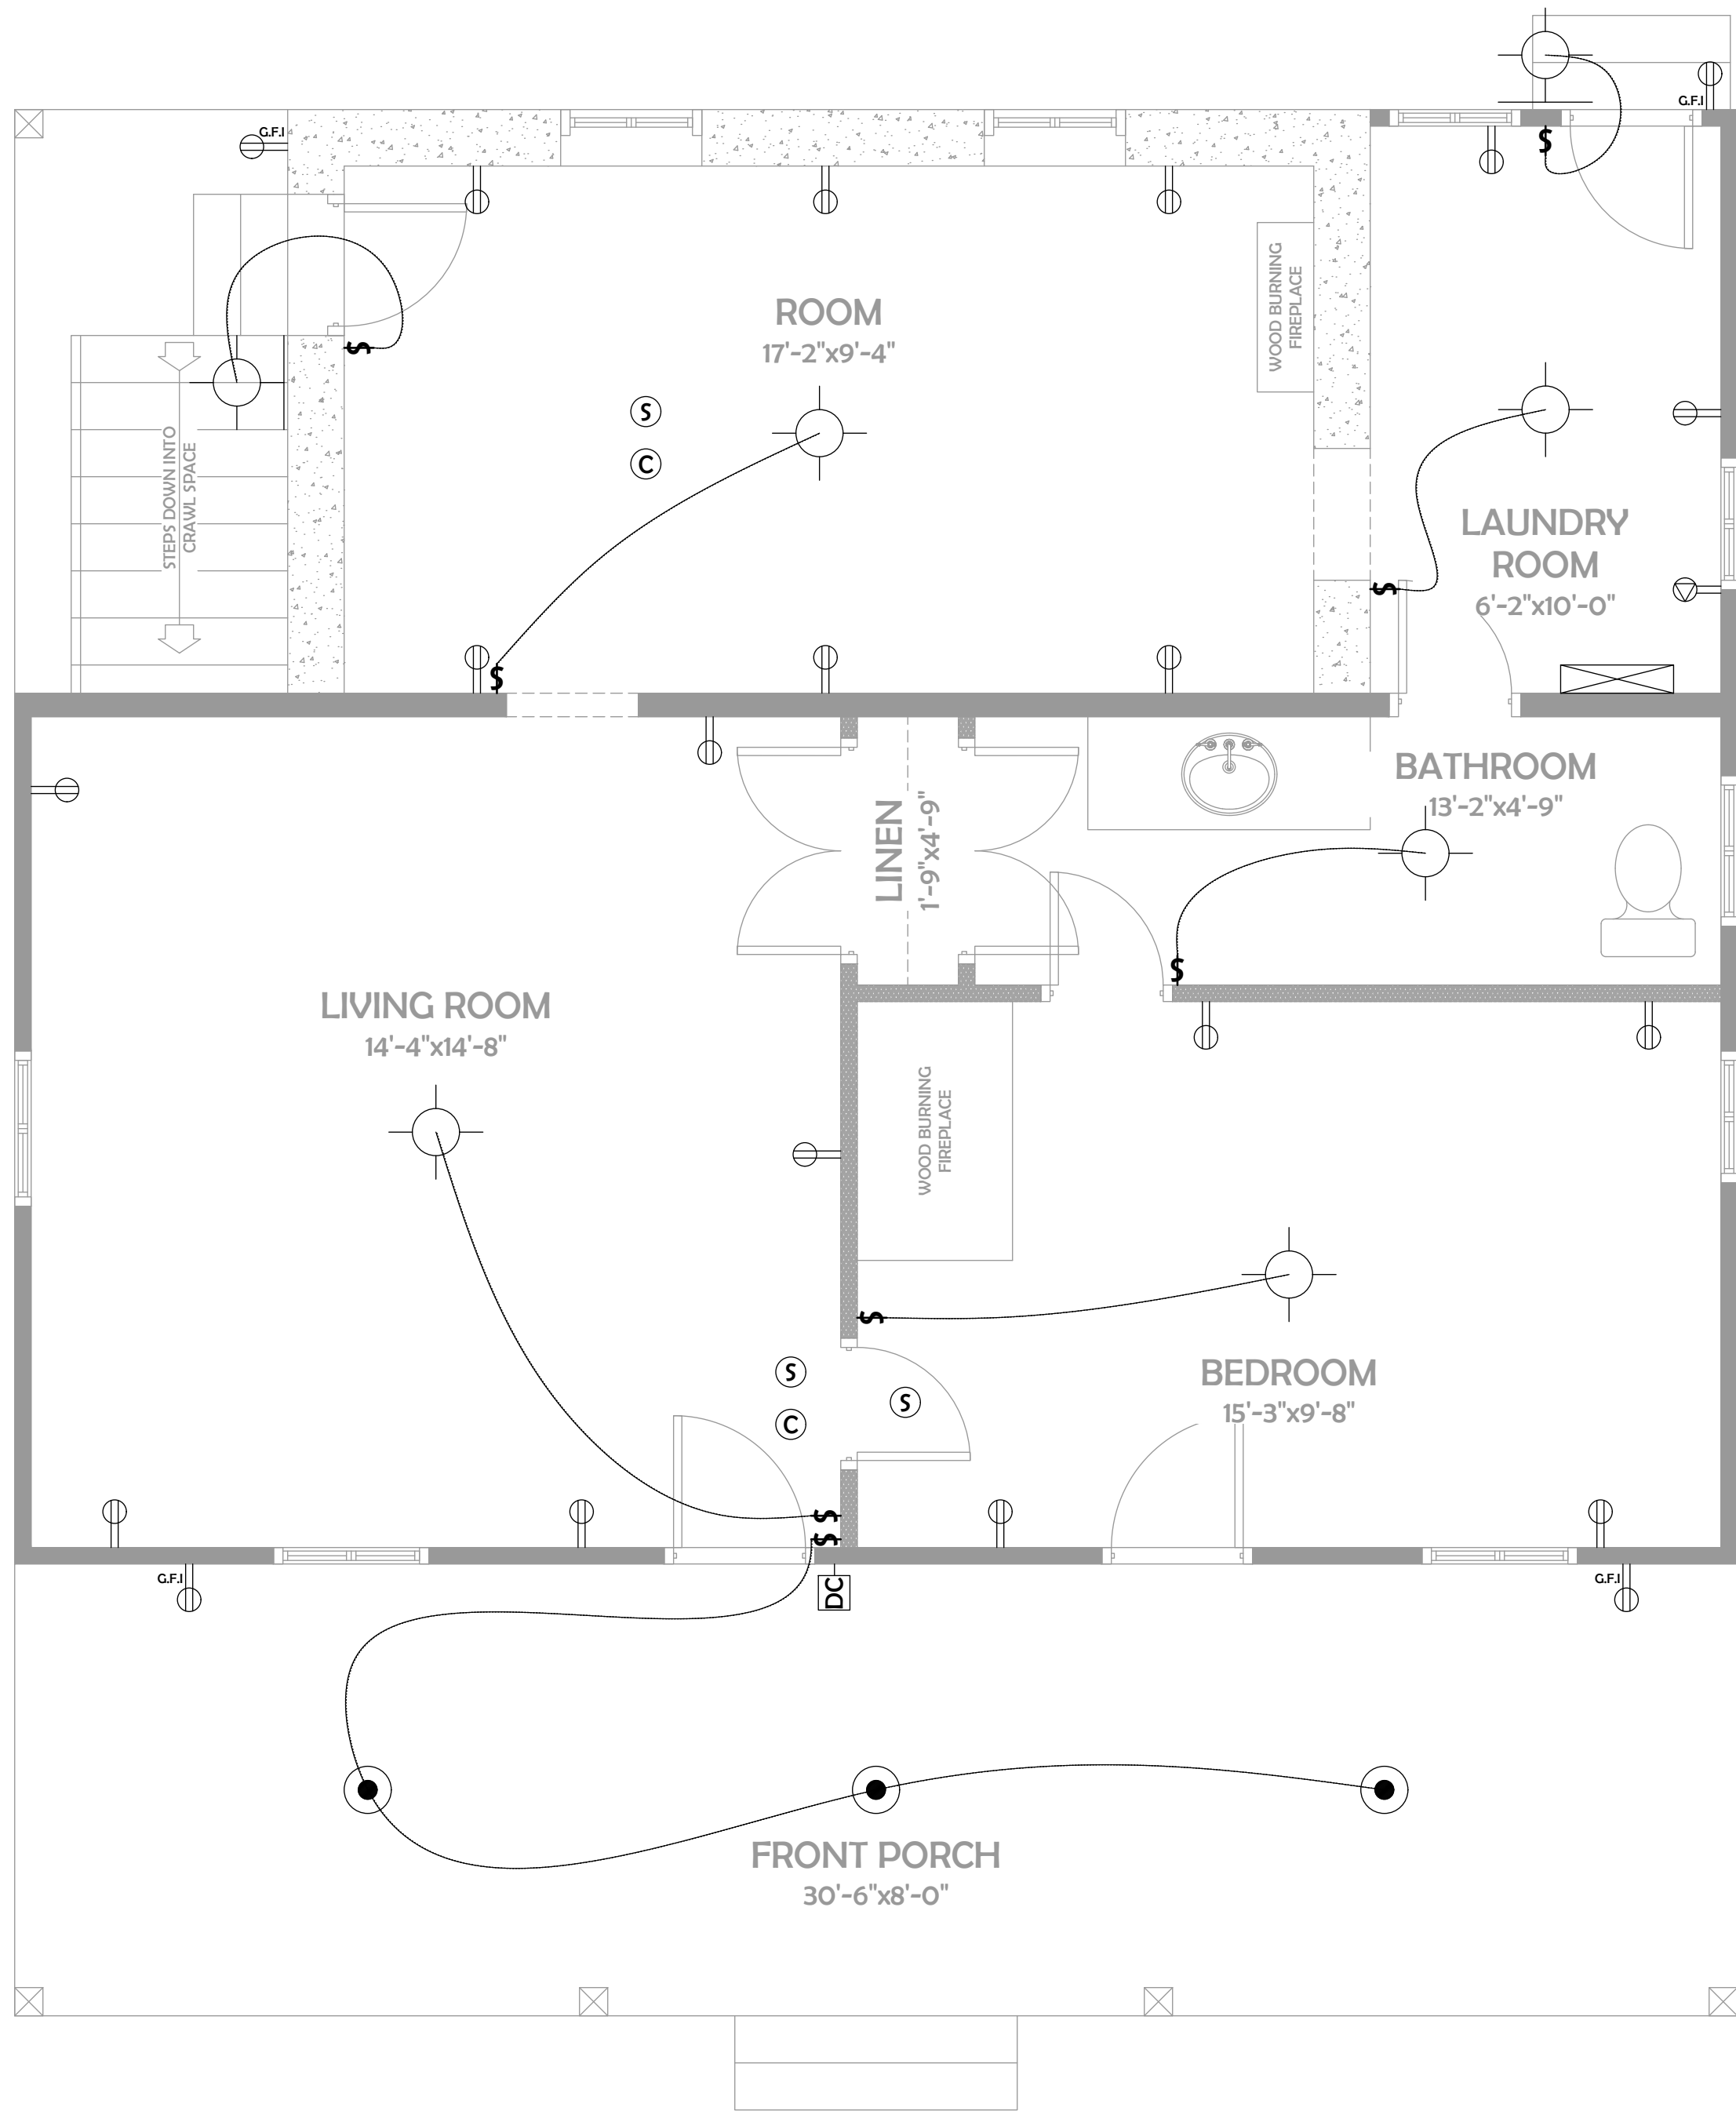 G.F.I
G.F.I
$
WOOD BURNING
FIREPLACE
ROOM
17'-2"x9'-4"
$
S
C
STEPS DOWN INTO
CRAWL SPACE
LAUNDRY
ROOM
6'-2"x10'-0"
$
$
BATHROOM
13'-2"x4'-9"
LINEN
1'-9"x4'-9"
$
LIVING ROOM
14'-4"x14'-8"
WOOD BURNING
FIREPLACE
$
S
C
S
BEDROOM
15'-3"x9'-8"
$
$
G.F.I
DC
G.F.I
FRONT PORCH
30'-6"x8'-0"